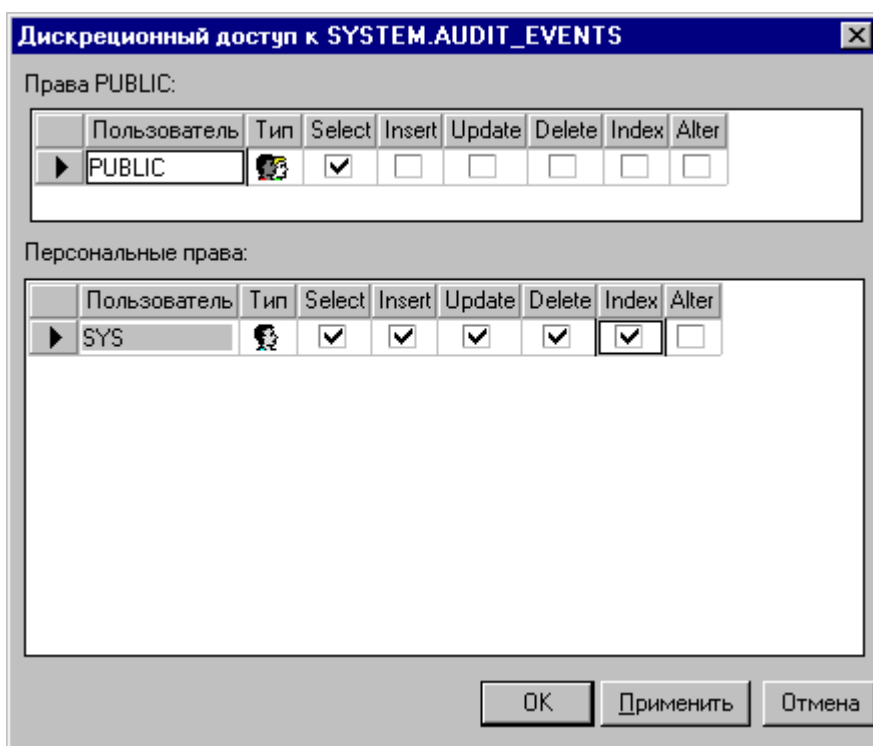 Дискреционный доступ к SYSTEM.AUDIT_EVENTS
Права PUBLIC:
Пользователь Тип Select Insert Update Delete Index Alter
PUBLIC
Персональные права:
Пользователь Тип Select Insert Update Delete Index Alter
SYS
OK Применить Отмена